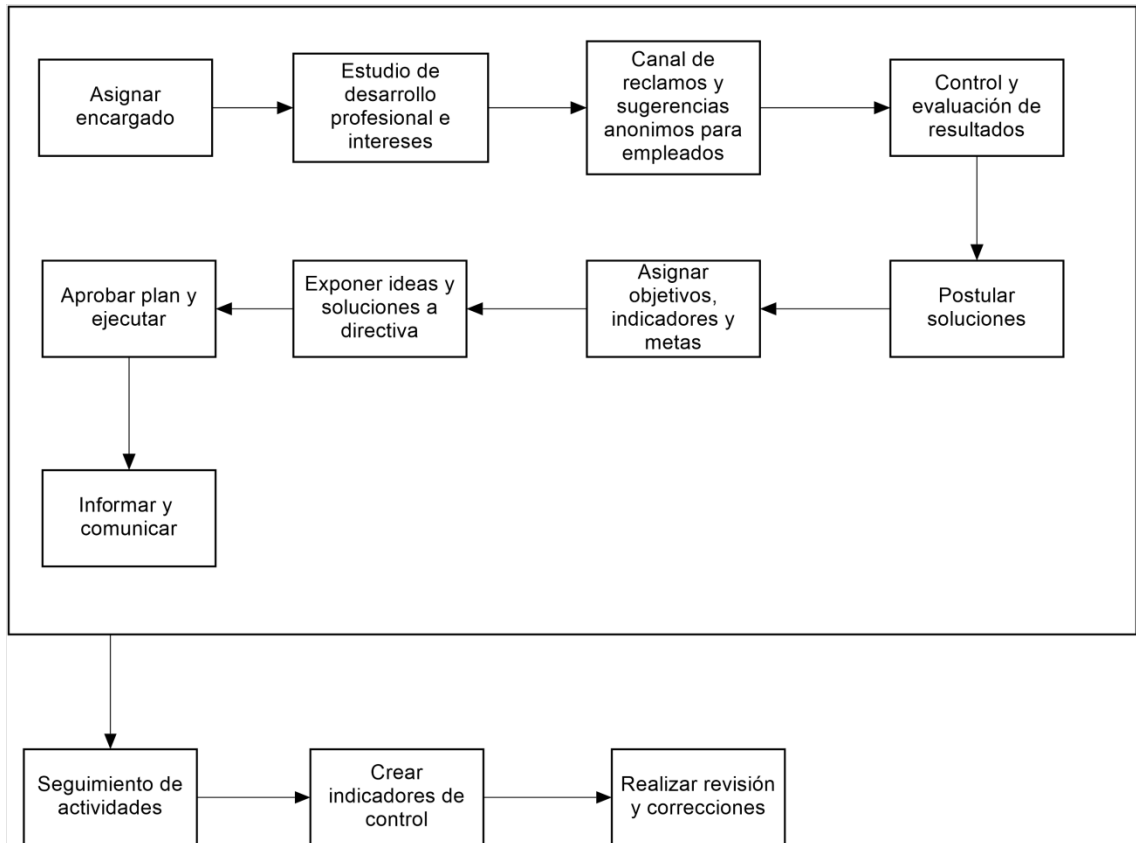 Asignar
encargado
Estudio de
desarrollo
profesional e
intereses
Canal de
reclamos y
sugerencias
anonimos para
empleados
Control y
evaluación de
resultados
Aprobar plan y
ejecutar
Exponer ideas y
soluciones a
directiva
Asignar
objetivos,
indicadores y
metas
Postular
soluciones
Informar y
comunicar
Seguimiento de
actividades
Crear
indicadores de
control
Realizar revisión
y correcciones